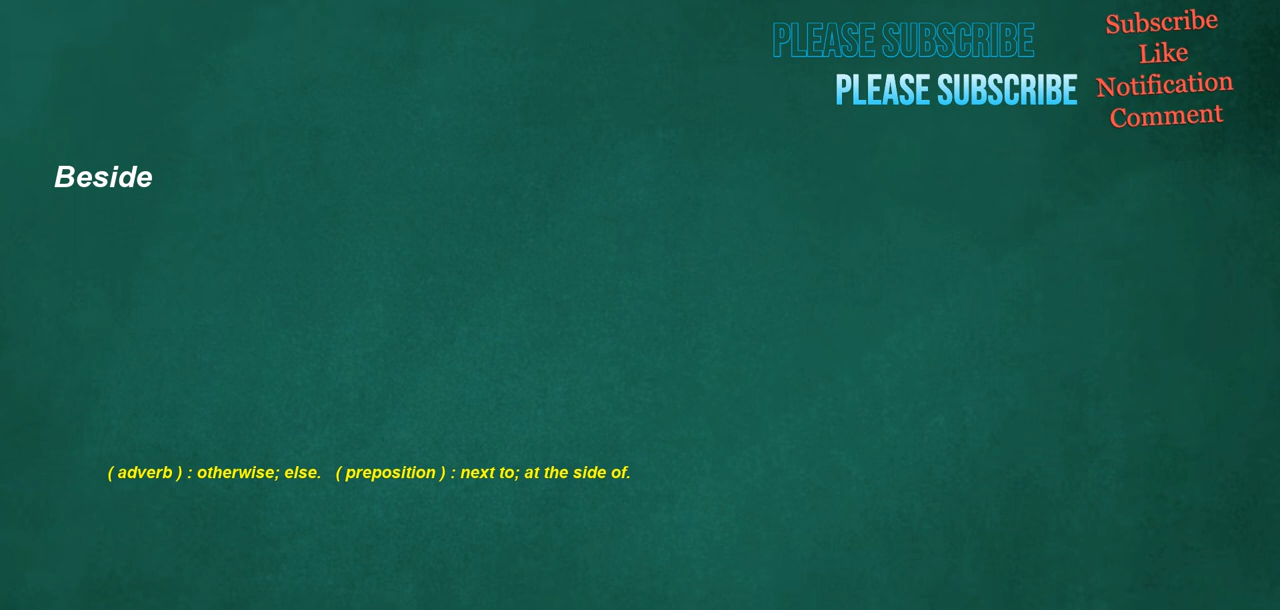 PLEASE SUBSCRIBE
PLEASE SUBSCRIBE
Subscribe
Like
Notification
Comment
Beside
( adverb ) : otherwise; else.   ( preposition ) : next to; at the side of.